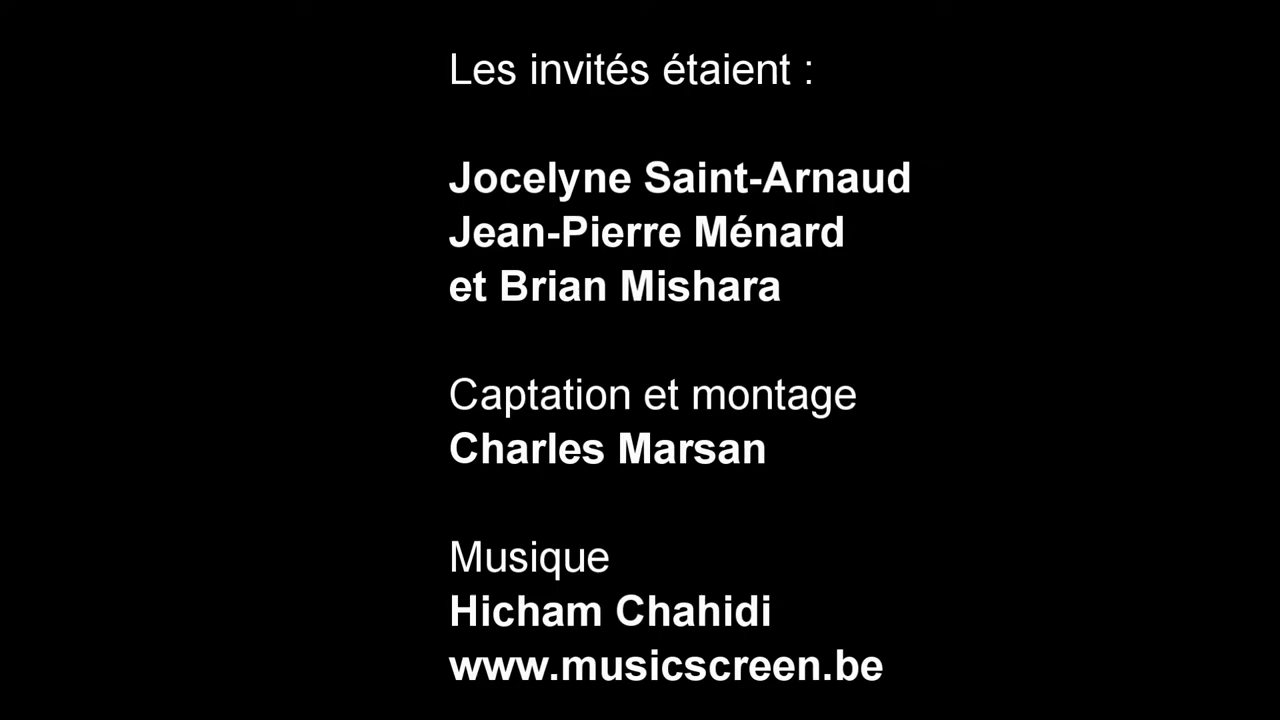 Les invités étaient :
Jocelyne Saint-Arnaud
Jean-Pierre Ménard
et Brian Mishara
Captation et montage
Charles Marsan
Musique
Hicham Chahidi
www.musicscreen.be